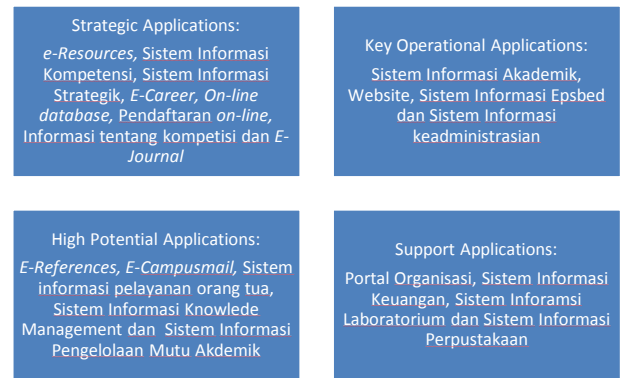 Strategic Applications:
e-Resources, Sistem Informasi
Kompetensi, Sistem Informasi
Strategik, E-Career, On-line
database, Pendaftaran on-line,
Informasi tentang kompetisi dan E-
Journal
Key Operational Applications:
Sistem Informasi Akademik,
Website, Sistem Informasi Epsbed
dan Sistem Informasi
keadministrasian
High Potential Applications:
E-References, E-Campusmail, Sistem
informasi pelayanan orang tua,
Sistem Informasi Knowlede
Management dan Sistem Informasi
Pengelolaan Mutu Akdemik
Support Applications:
Portal Organisasi, Sistem Informasi
Keuangan, Sistem Inforamsi
Laboratorium dan Sistem Informasi
Perpustakaan